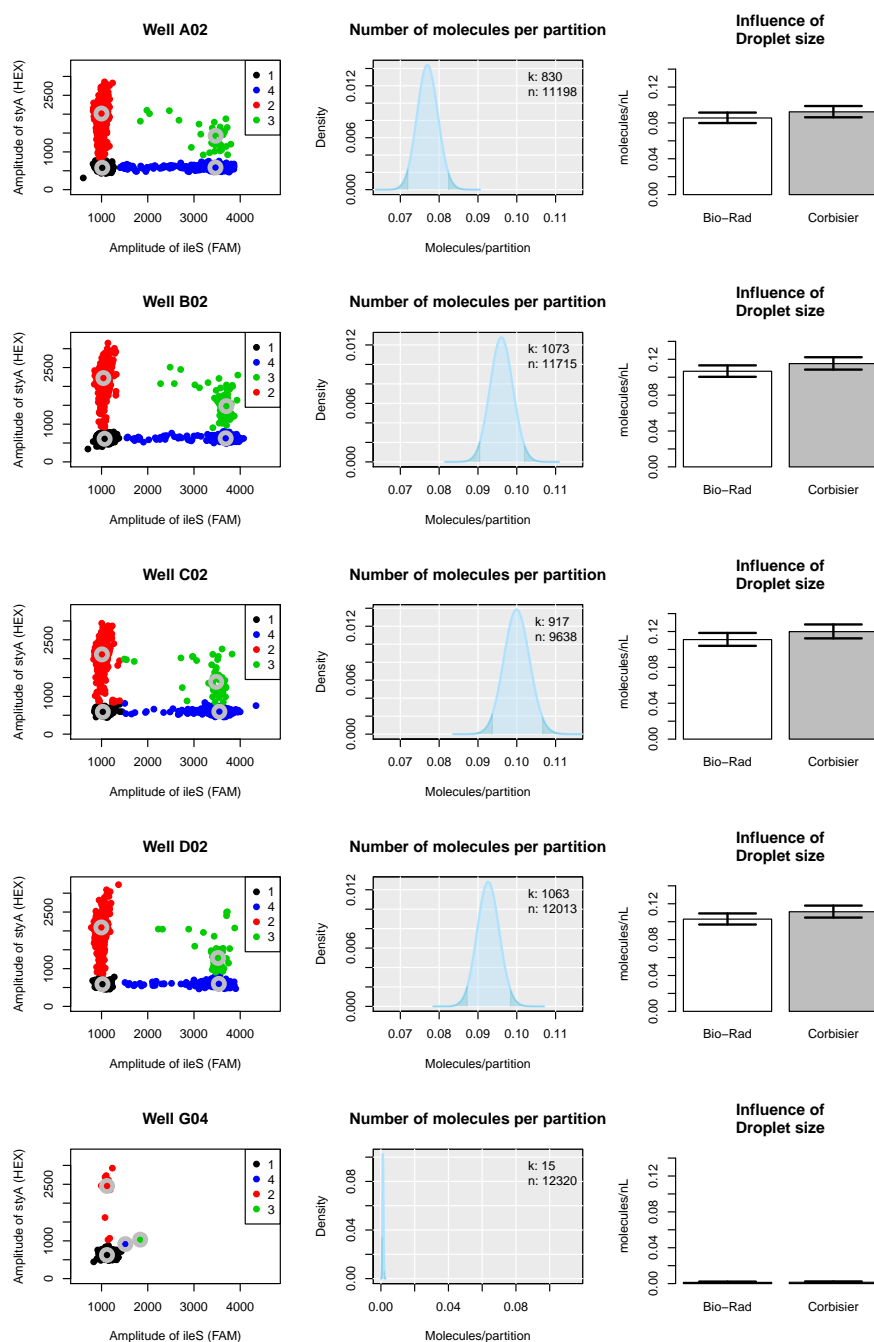 Well A02
Amplitude of styA (HEX)
0 1000 2500
1
4
2
3
1000 2000 3000 4000
Amplitude of ileS (FAM)
Number of molecules per partition
Density
0.000 0.006 0.012
k: 830
n: 11198
0.07 0.08 0.09 0.10 0.11
Molecules/partition
Influence of
Droplet size
molecules/nL
0.00 0.04 0.08 0.12
Bio−Rad Corbisier
Well B02
Amplitude of styA (HEX)
0 1000 2500
1
4
3
2
1000 2000 3000 4000
Amplitude of ileS (FAM)
Number of molecules per partition
Density
0.000 0.006 0.012
k: 1073
n: 11715
0.07 0.08 0.09 0.10 0.11
Molecules/partition
Influence of
Droplet size
molecules/nL
0.00 0.04 0.08 0.12
Bio−Rad Corbisier
Well C02
Amplitude of styA (HEX)
0 1000 2500
1
4
2
3
1000 2000 3000 4000
Amplitude of ileS (FAM)
Number of molecules per partition
Density
0.000 0.006 0.012
k: 917
n: 9638
0.07 0.08 0.09 0.10 0.11
Molecules/partition
Influence of
Droplet size
molecules/nL
0.00 0.04 0.08 0.12
Bio−Rad Corbisier
Well D02
Amplitude of styA (HEX)
0 1000 2500
1
4
2
3
1000 2000 3000 4000
Amplitude of ileS (FAM)
Number of molecules per partition
Density
0.000 0.006 0.012
k: 1063
n: 12013
0.07 0.08 0.09 0.10 0.11
Molecules/partition
Influence of
Droplet size
molecules/nL
0.00 0.04 0.08 0.12
Bio−Rad Corbisier
Well G04
Amplitude of styA (HEX)
0 1000 2500
1
4
2
3
1000 2000 3000 4000
Amplitude of ileS (FAM)
Number of molecules per partition
Density
0.00 0.04 0.08
k: 15
n: 12320
0.00 0.04 0.08
Molecules/partition
Influence of
Droplet size
molecules/nL
0.00 0.04 0.08 0.12
Bio−Rad Corbisier